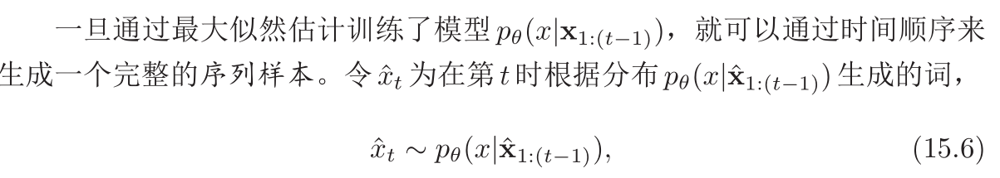 一旦通过最大似然估计训练了模型 $p_\theta(x|\mathbf{x}_{1:(t-1)})$，就可以通过时间顺序来
生成一个完整的序列样本。令 $\hat{x}_t$ 为在第 $t$ 时根据分布 $p_\theta(x|\hat{\mathbf{x}}_{1:(t-1)})$ 生成的词，
$\hat{x}_t \sim p_\theta(x|\hat{\mathbf{x}}_{1:(t-1)}),$ (15.6)